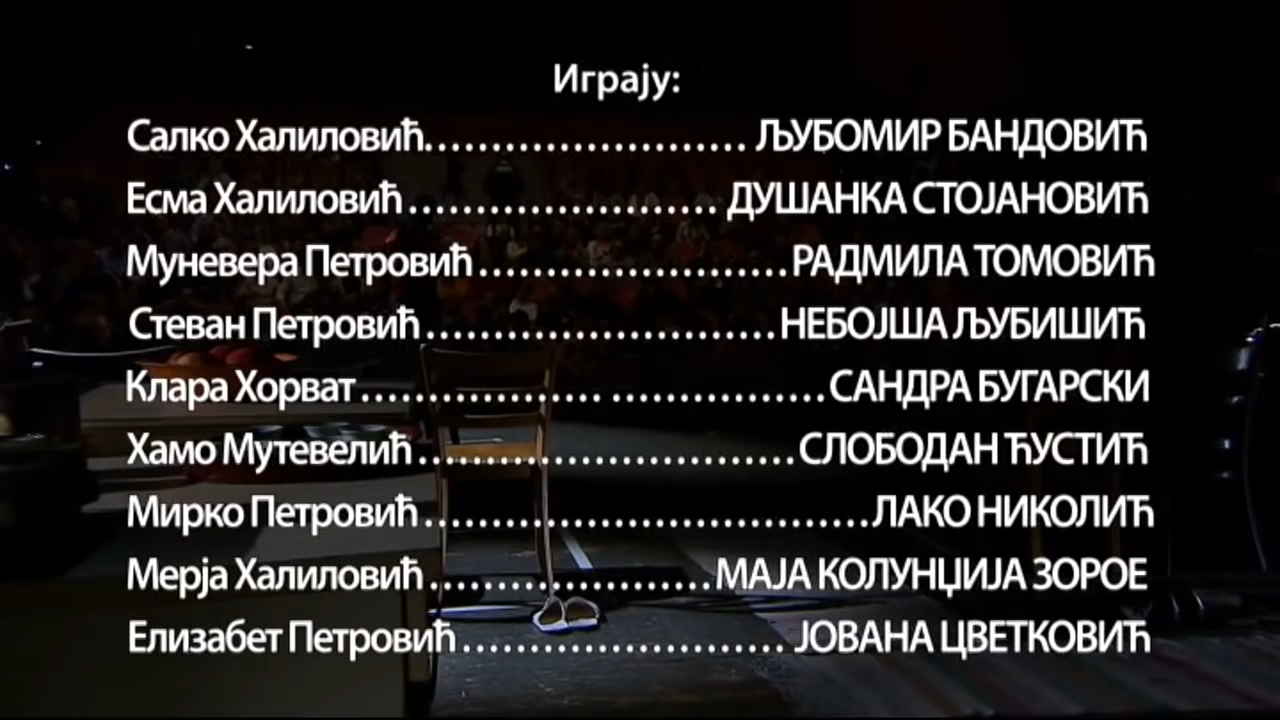 Играју:
Салко Халиловић........................ ЉУБОМИР БАНДОВИЋ
Есма Халиловић ....................... ДУШАНКА СТОЈАНОВИЋ
Муневера Петровић .......................РАДМИЛА ТОМОВИЋ
Стеван Петровић ..........................НЕБОЈША ЉУБИШИЋ
Клара Хорват .................. ................САНДРА БУГАРСКИ
Хамо Мутевелић ............................СЛОБОДАН ЋУСТИЋ
Мирко Петровић .................................ЛАКО НИКОЛИЋ
Мерја Халиловић .....................МАЈА КОЛУНЏИЈА ЗОРОЕ
Елизабет Петровић ........................ ЈОВАНА ЦВЕТКОВИЋ